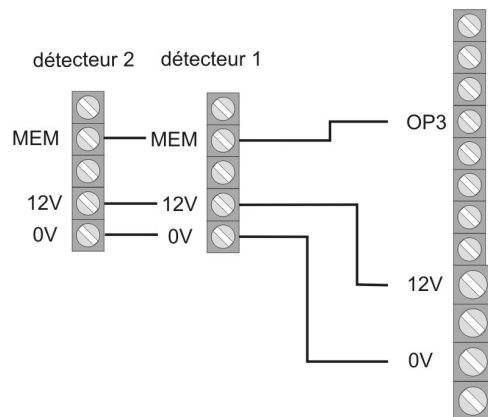 détecteur 2 détecteur 1
MEM MEM OP3
12V 12V
0V 0V
12V
0V